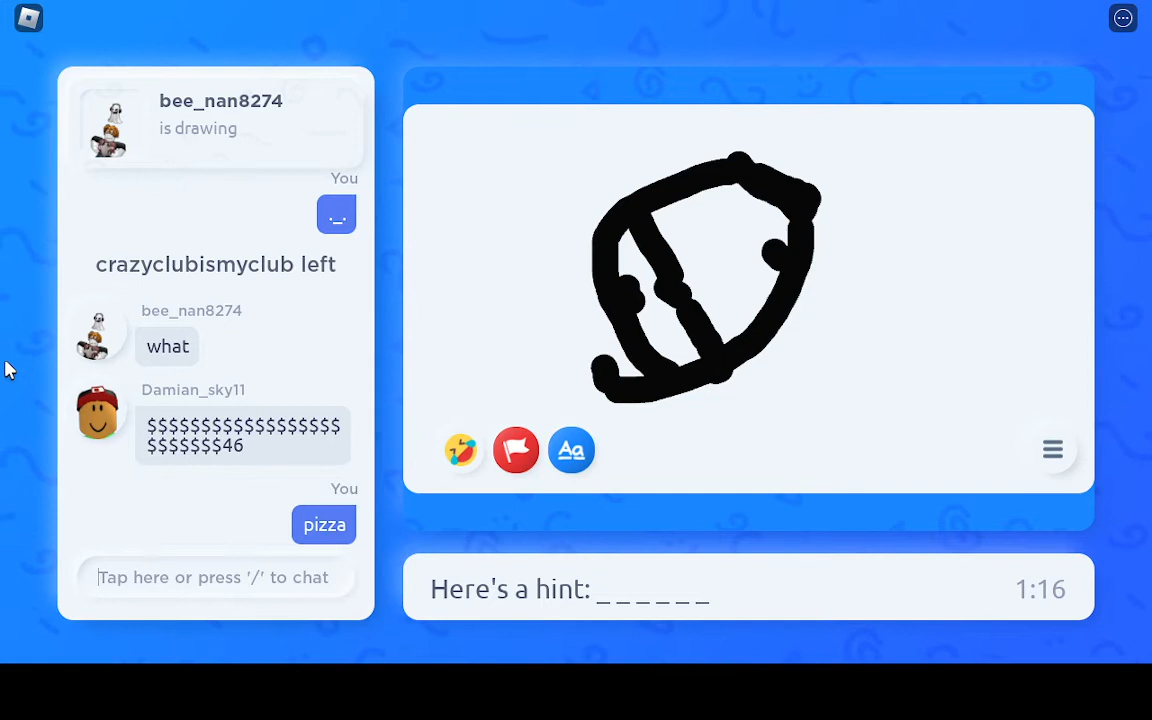 bee_nan8274
is drawing
You
._.
crazyclubismyclub left
bee_nan8274
what
Damian_sky11
$$$$$$$$$$$$$$$$$$
$$$$$$$46
You
pizza
Tap here or press '/' to chat
Aa
Here's a hint: _ _ _ _ _ _
1:16